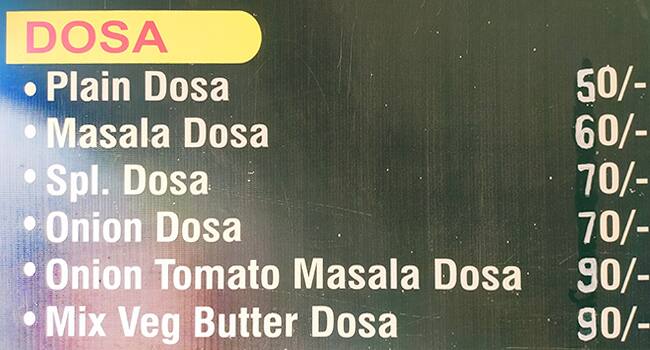 DOSA
• Plain Dosa 50/-
• Masala Dosa 60/-
• Spl. Dosa 70/-
• Onion Dosa 70/-
• Onion Tomato Masala Dosa 90/-
• Mix Veg Butter Dosa 90/-